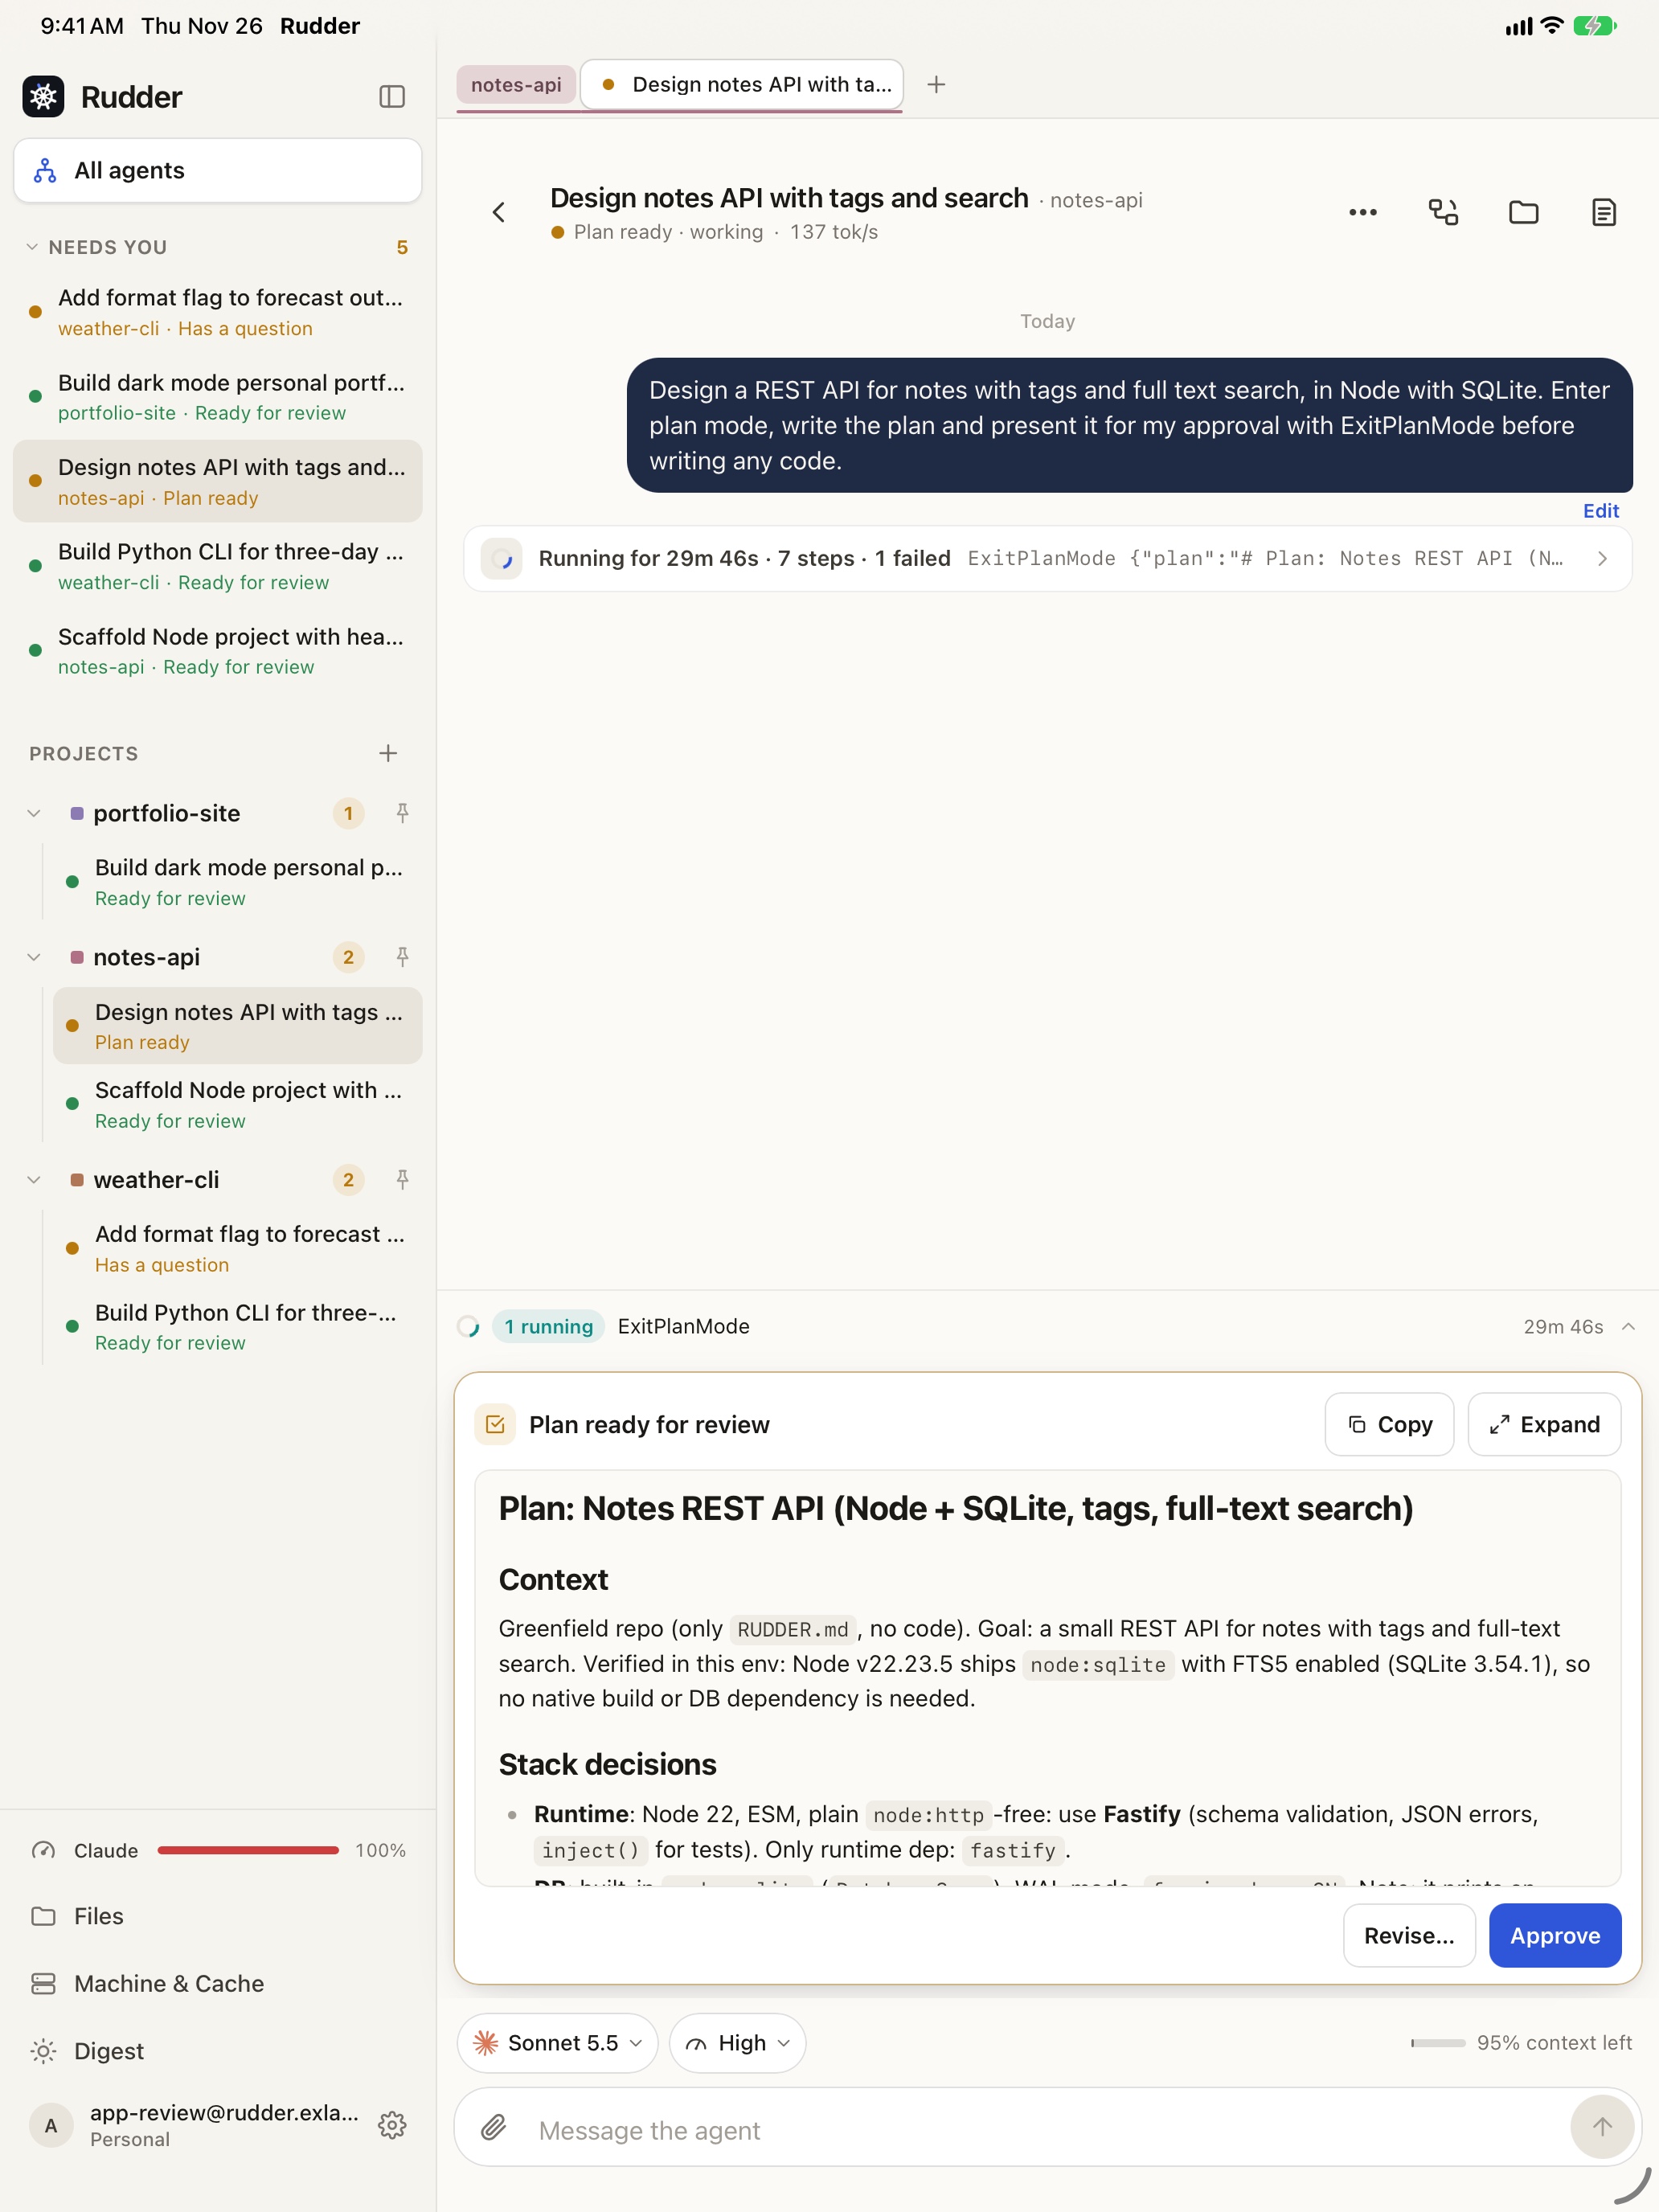 9:41 AM Thu Nov 26 Rudder
Rudder
All agents
NEEDS YOU 5
Add format flag to forecast out...
weather-cli · Has a question
Build dark mode personal portf...
portfolio-site · Ready for review
Design notes API with tags and...
notes-api · Plan ready
Build Python CLI for three-day ...
weather-cli · Ready for review
Scaffold Node project with hea...
notes-api · Ready for review
PROJECTS
portfolio-site 1
Build dark mode personal p...
Ready for review
notes-api 2
Design notes API with tags ...
Plan ready
Scaffold Node project with ...
Ready for review
weather-cli 2
Add format flag to forecast ...
Has a question
Build Python CLI for three-...
Ready for review
Claude 100%
Files
Machine & Cache
Digest
A app-review@rudder.exla...
Personal
notes-api Design notes API with ta...
Design notes API with tags and search · notes-api
Plan ready · working · 137 tok/s
Today
Design a REST API for notes with tags and full text search, in Node with SQLite. Enter
plan mode, write the plan and present it for my approval with ExitPlanMode before
writing any code.
Edit
Running for 29m 46s · 7 steps · 1 failed ExitPlanMode {"plan":"# Plan: Notes REST API (N...
1 running ExitPlanMode 29m 46s
Plan ready for review Copy Expand
Plan: Notes REST API (Node + SQLite, tags, full-text search)
Context
Greenfield repo (only RUDDER.md, no code). Goal: a small REST API for notes with tags and full-text
search. Verified in this env: Node v22.23.5 ships node:sqlite with FTS5 enabled (SQLite 3.54.1), so
no native build or DB dependency is needed.
Stack decisions
Runtime: Node 22, ESM, plain node:http-free: use Fastify (schema validation, JSON errors,
inject() for tests). Only runtime dep: fastify.
Revise... Approve
Sonnet 5.5 High 95% context left
Message the agent